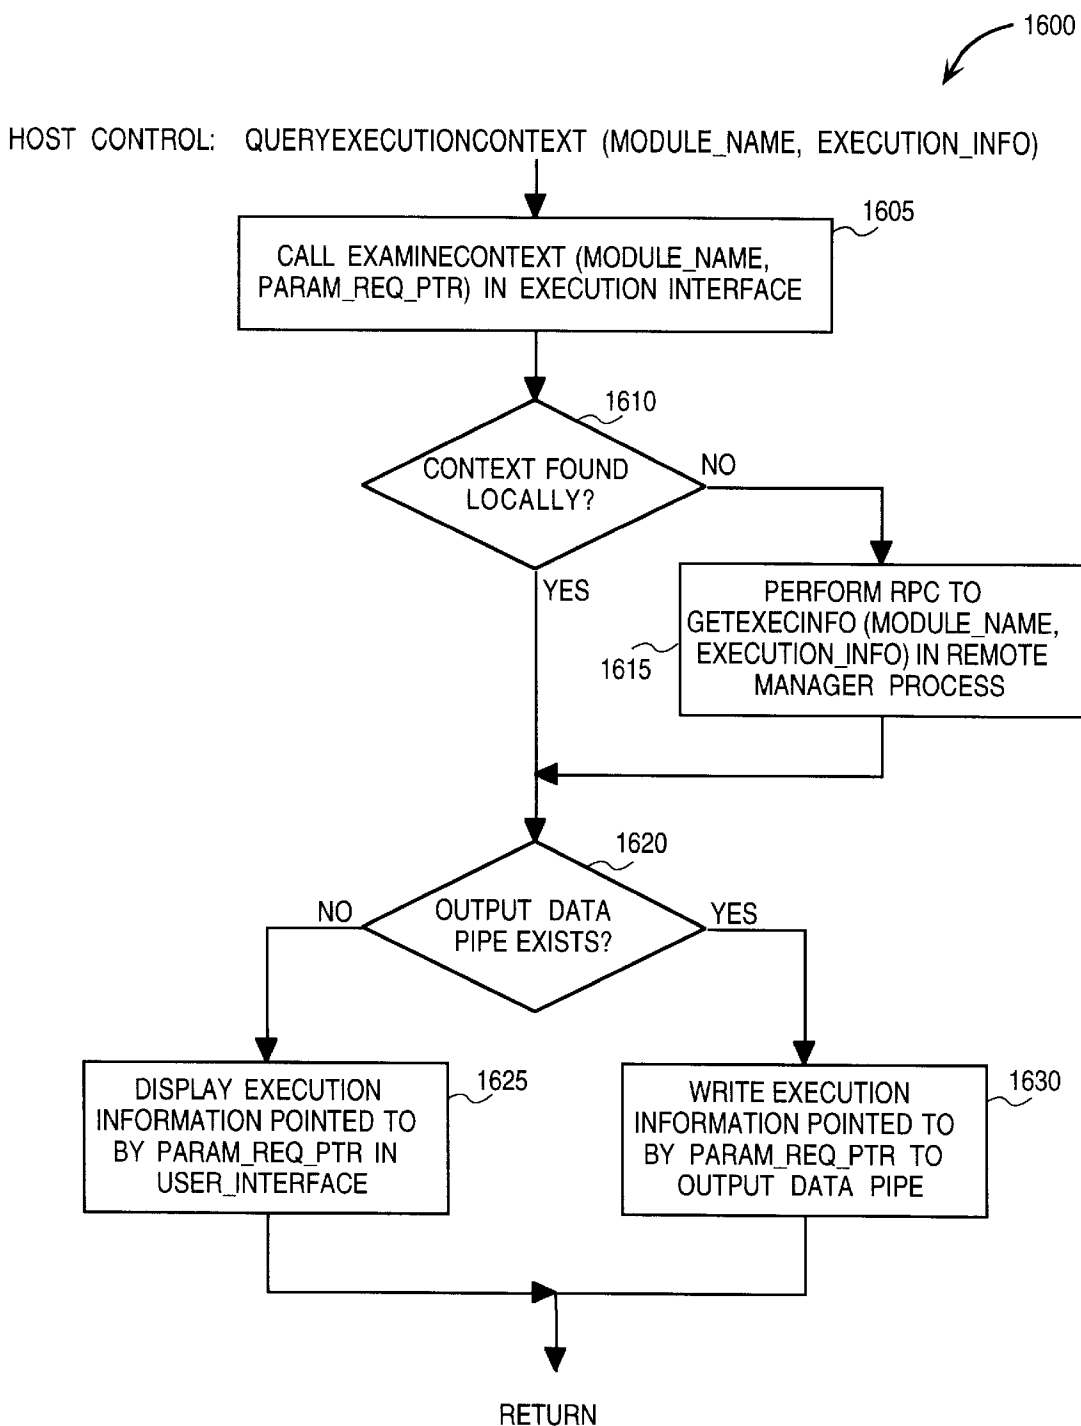 1600
HOST CONTROL: QUERYEXECUTIONCONTEXT (MODULE_NAME, EXECUTION_INFO)
1605
CALL EXAMINECONTEXT (MODULE_NAME,
PARAM_REQ_PTR) IN EXECUTION INTERFACE
1610
CONTEXT FOUND
LOCALLY?
NO
YES
PERFORM RPC TO
GETEXECINFO (MODULE_NAME,
EXECUTION_INFO) IN REMOTE
MANAGER PROCESS
1615
1620
OUTPUT DATA
PIPE EXISTS?
NO
YES
DISPLAY EXECUTION
INFORMATION POINTED TO
BY PARAM_REQ_PTR IN
USER_INTERFACE
1625
WRITE EXECUTION
INFORMATION POINTED TO
BY PARAM_REQ_PTR TO
OUTPUT DATA PIPE
1630
RETURN